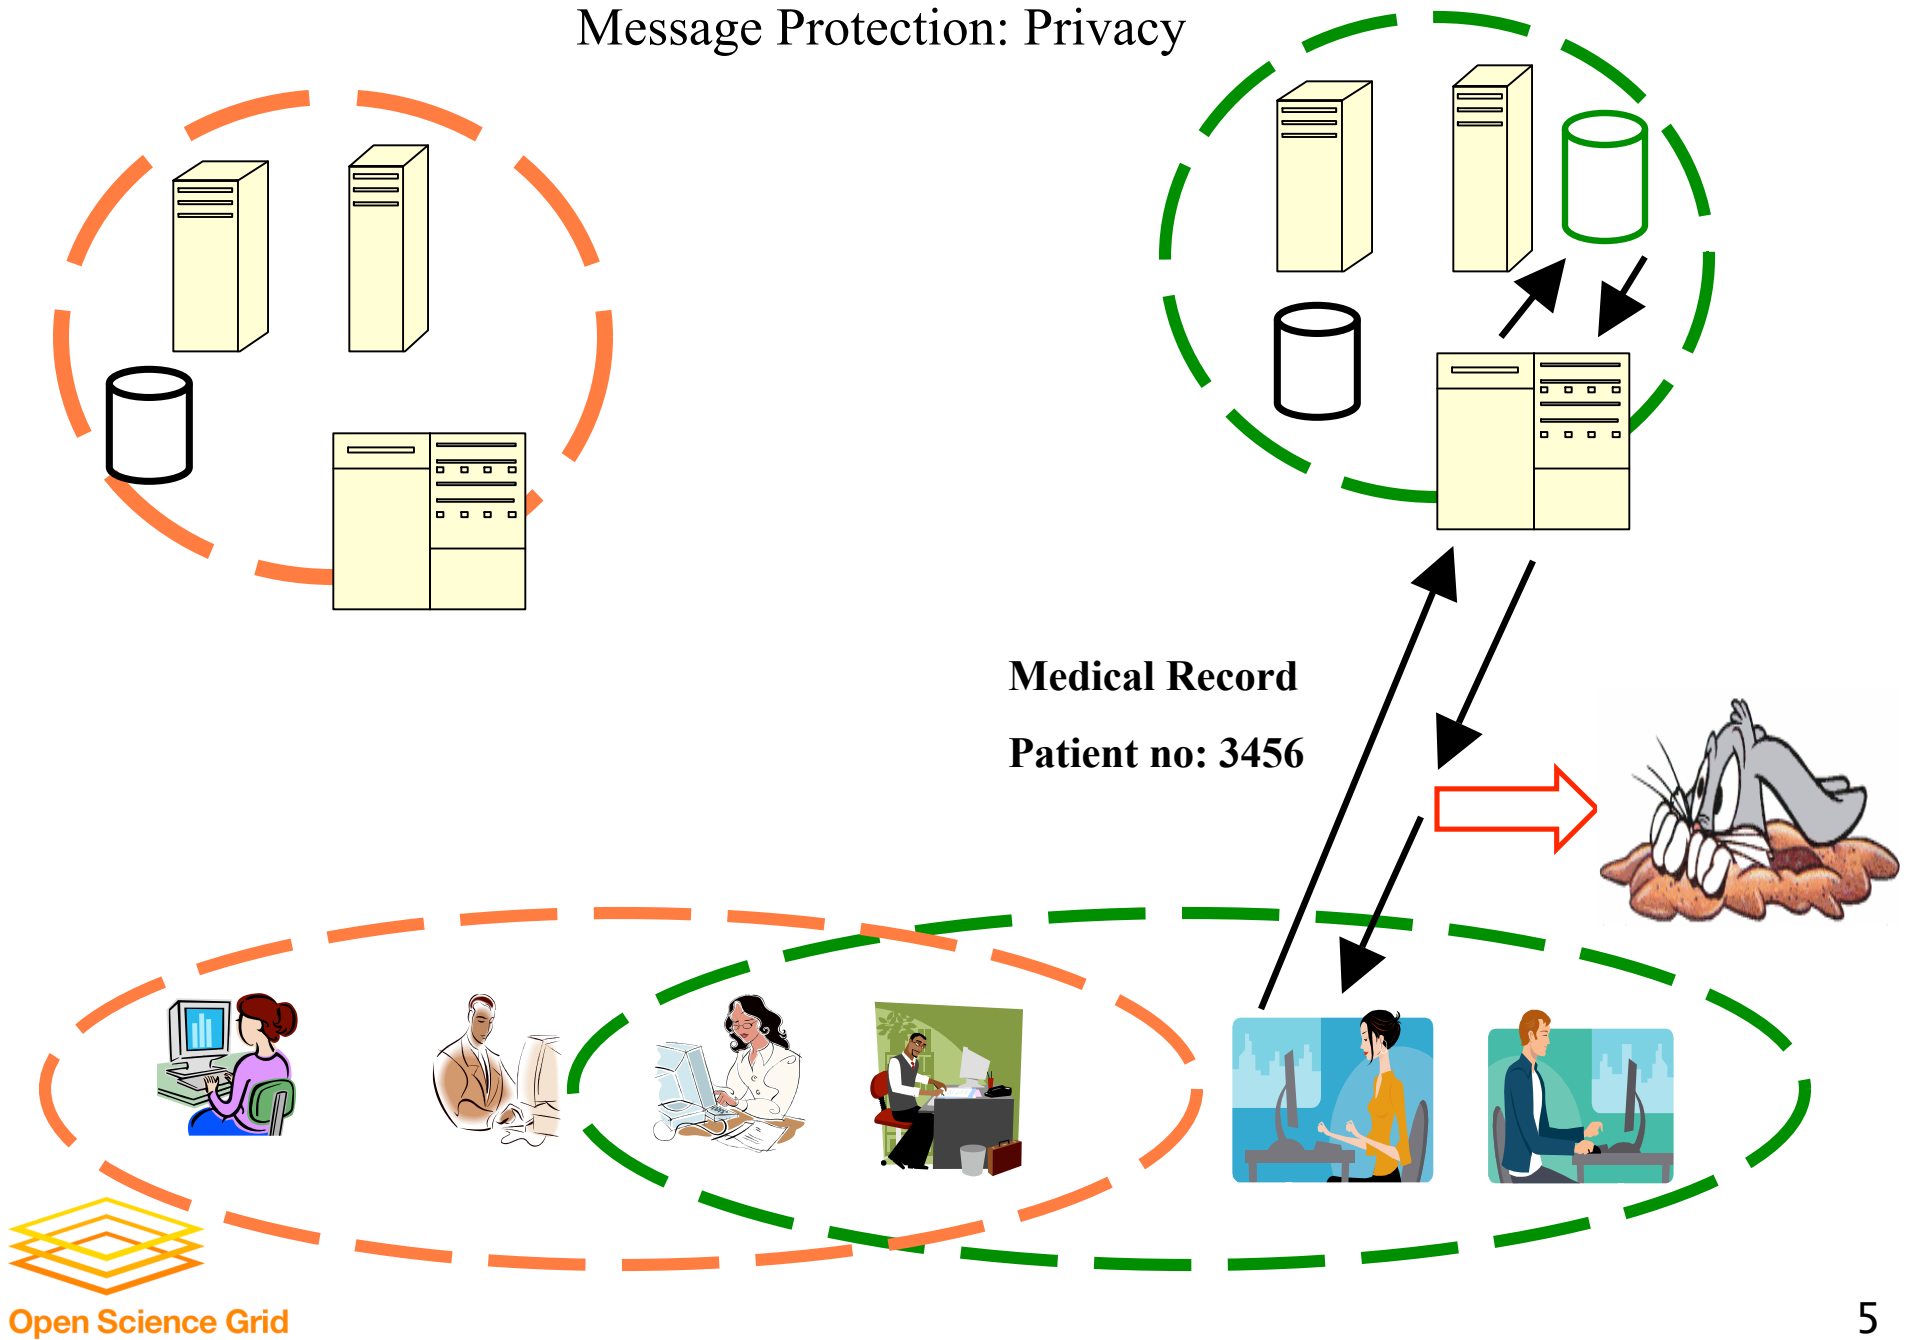 Message Protection: Privacy
Medical Record
Patient no: 3456
Open Science Grid
5